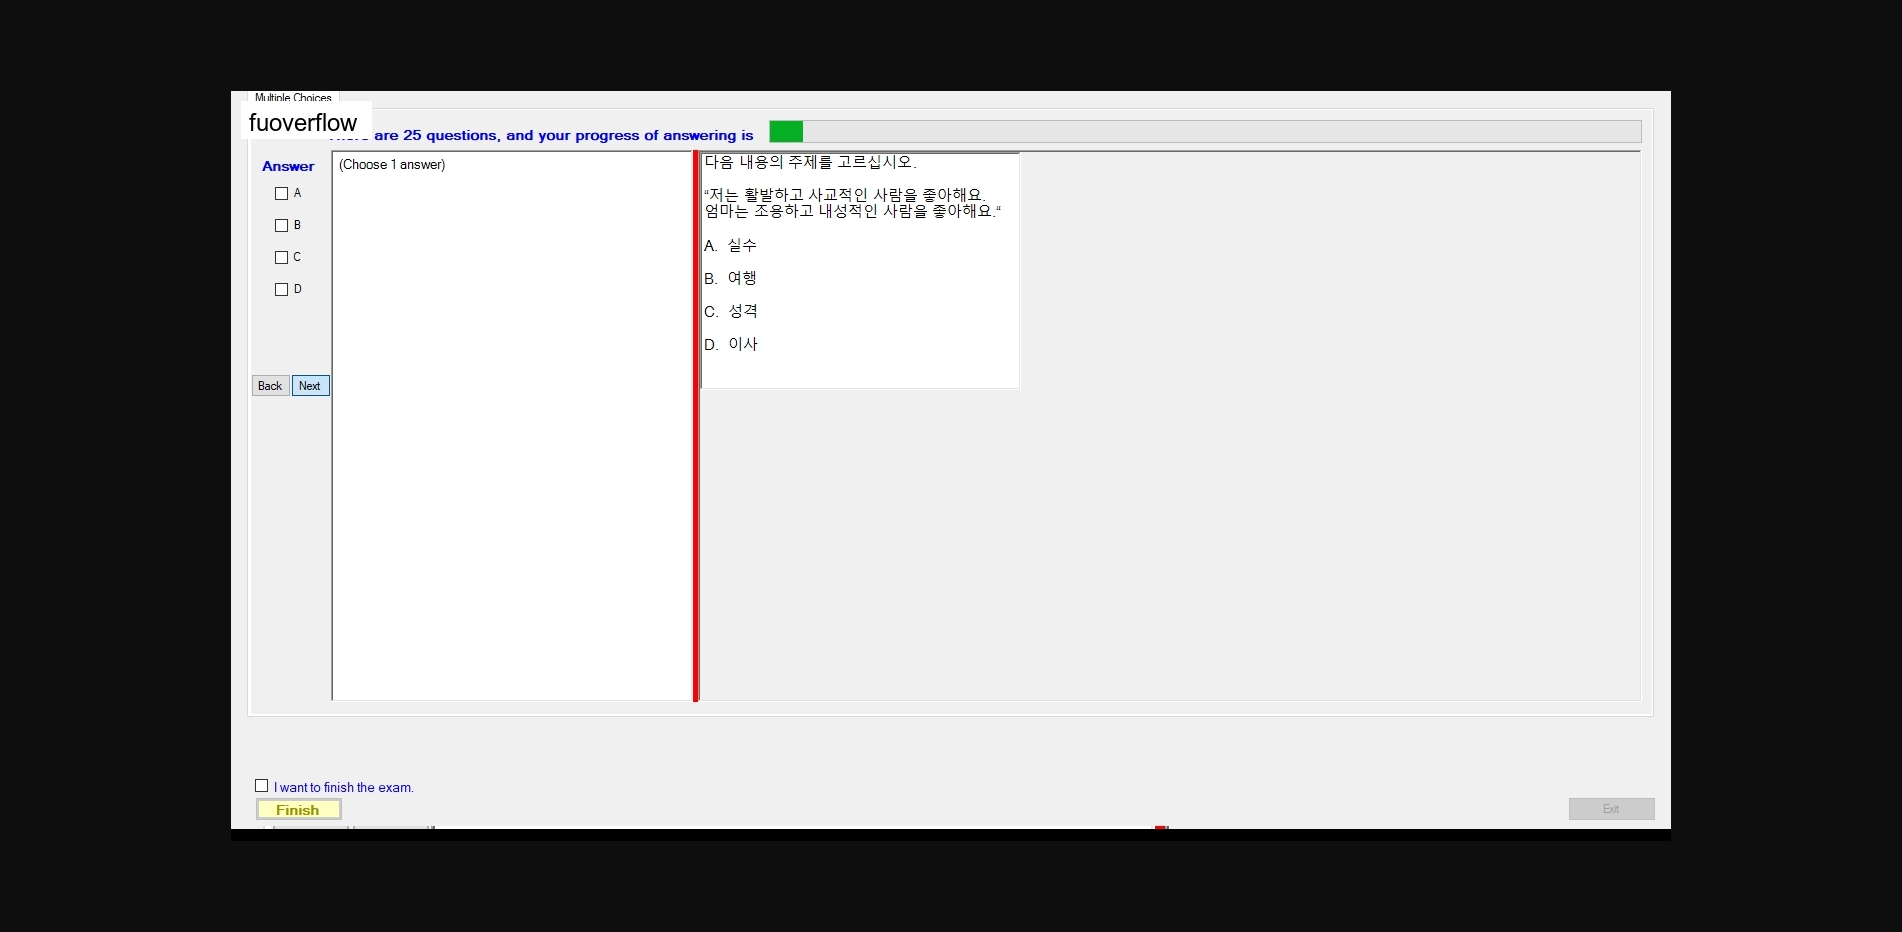 Multiple Choices
fuoverflow
are 25 questions, and your progress of answering is
Answer
(Choose 1 answer)
A
B
C
D
Back
Next
다음 내용의 주제를 고르십시오.
“저는 활발하고 사교적인 사람을 좋아해요.
엄마는 조용하고 내성적인 사람을 좋아해요.“
A. 실수
B. 여행
C. 성격
D. 이사
I want to finish the exam.
Finish
Exit